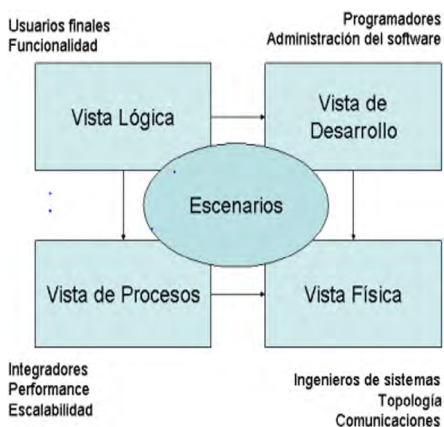 Usuarios finales
Funcionalidad
Programadores
Administración del software
Vista Lógica
Vista de
Desarrollo
Escenarios
Vista de Procesos
Vista Física
Integradores
Performance
Escalabilidad
Ingenieros de sistemas
Topología
Comunicaciones